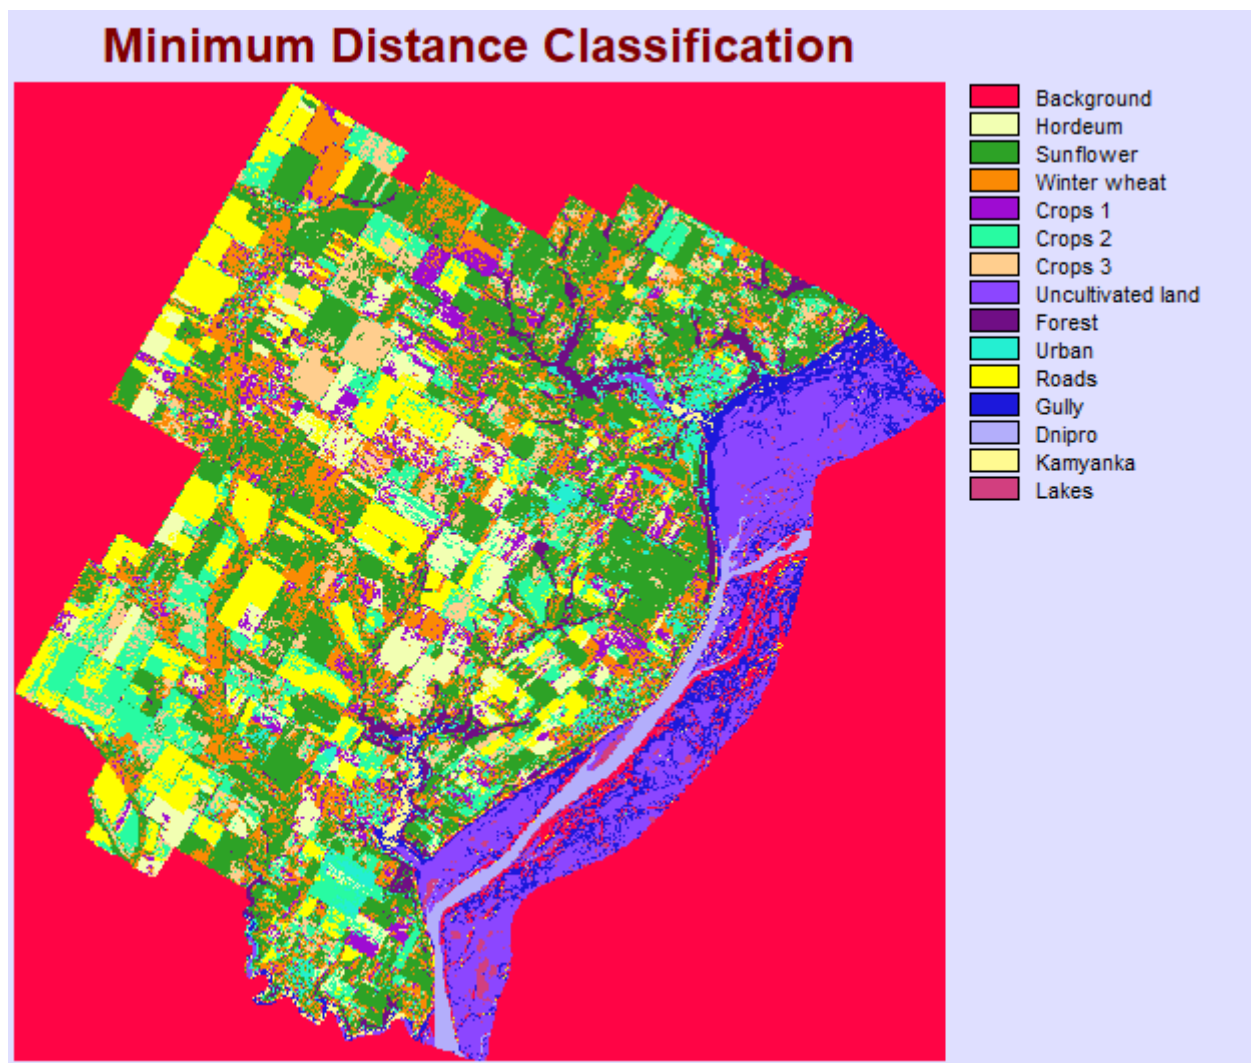 Minimum Distance Classification
Background
Hordeum
Sunflower
Winter wheat
Crops 1
Crops 2
Crops 3
Uncultivated land
Forest
Urban
Roads
Gully
Dnipro
Kamyanka
Lakes